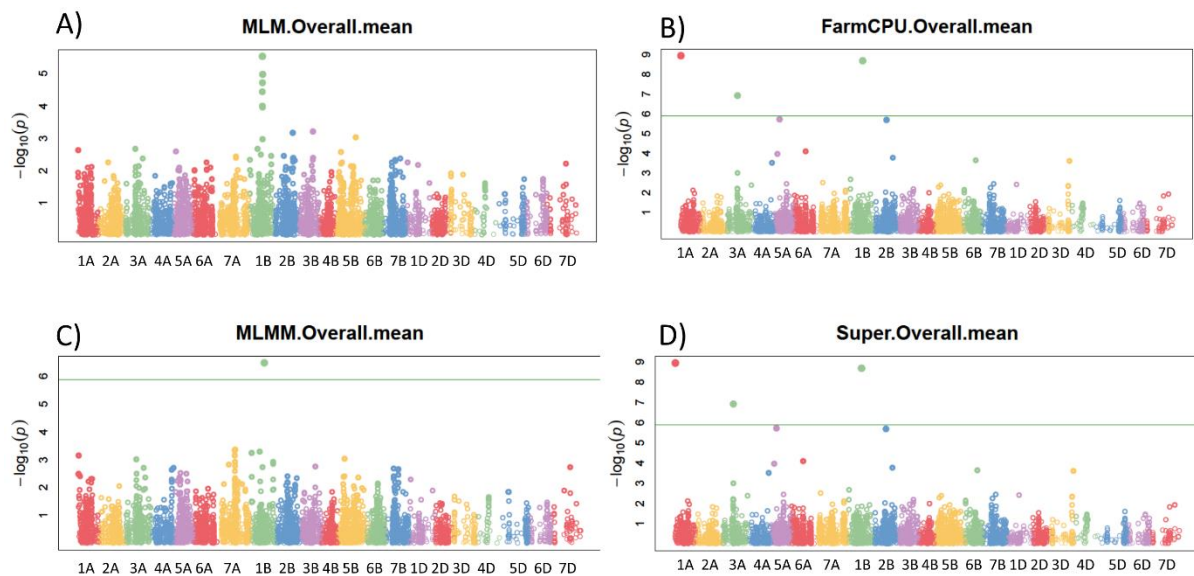 A)
MLM.Overall.mean
−log10(p)
5
4
3
2
1
1A 2A 3A 4A 5A 6A 7A 1B 2B 3B 4B 5B 6B 7B 1D 2D 3D 4D 5D 6D 7D
B)
FarmCPU.Overall.mean
−log10(p)
9
8
7
6
5
4
3
2
1
1A 2A 3A 4A 5A 6A 7A 1B 2B 3B 4B 5B 6B 7B 1D 2D 3D 4D 5D 6D 7D
C)
MLMM.Overall.mean
−log10(p)
6
5
4
3
2
1
1A 2A 3A 4A 5A 6A 7A 1B 2B 3B 4B 5B 6B 7B 1D 2D 3D 4D 5D 6D 7D
D)
Super.Overall.mean
−log10(p)
9
8
7
6
5
4
3
2
1
1A 2A 3A 4A 5A 6A 7A 1B 2B 3B 4B 5B 6B 7B 1D 2D 3D 4D 5D 6D 7D